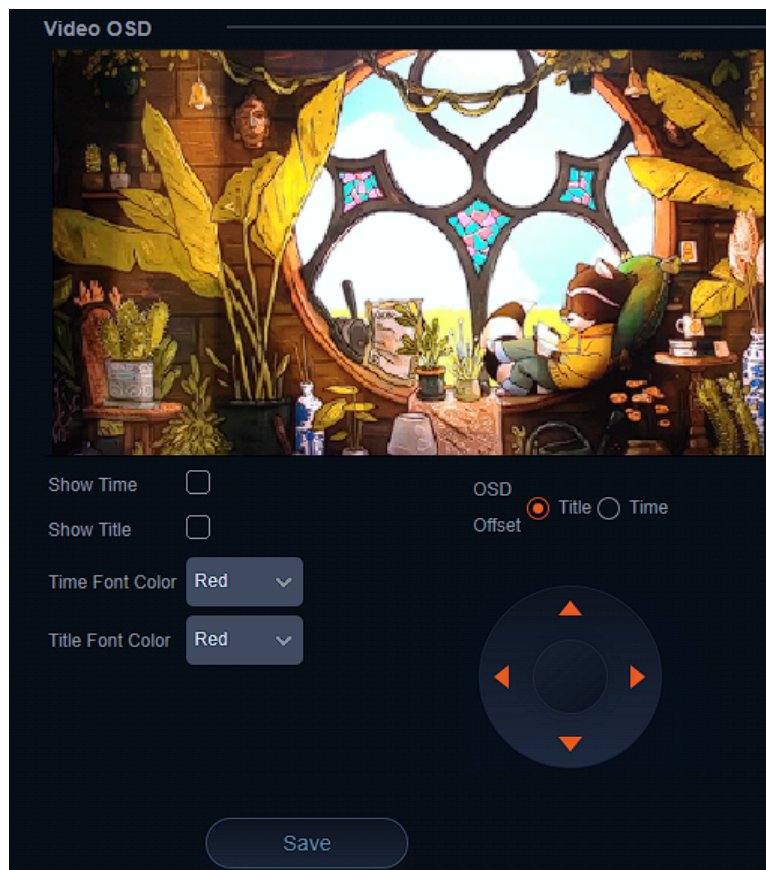 Video OSD
Show Time
Show Title
Time Font Color Red
Title Font Color Red
OSD
Offset
Title Time
Save